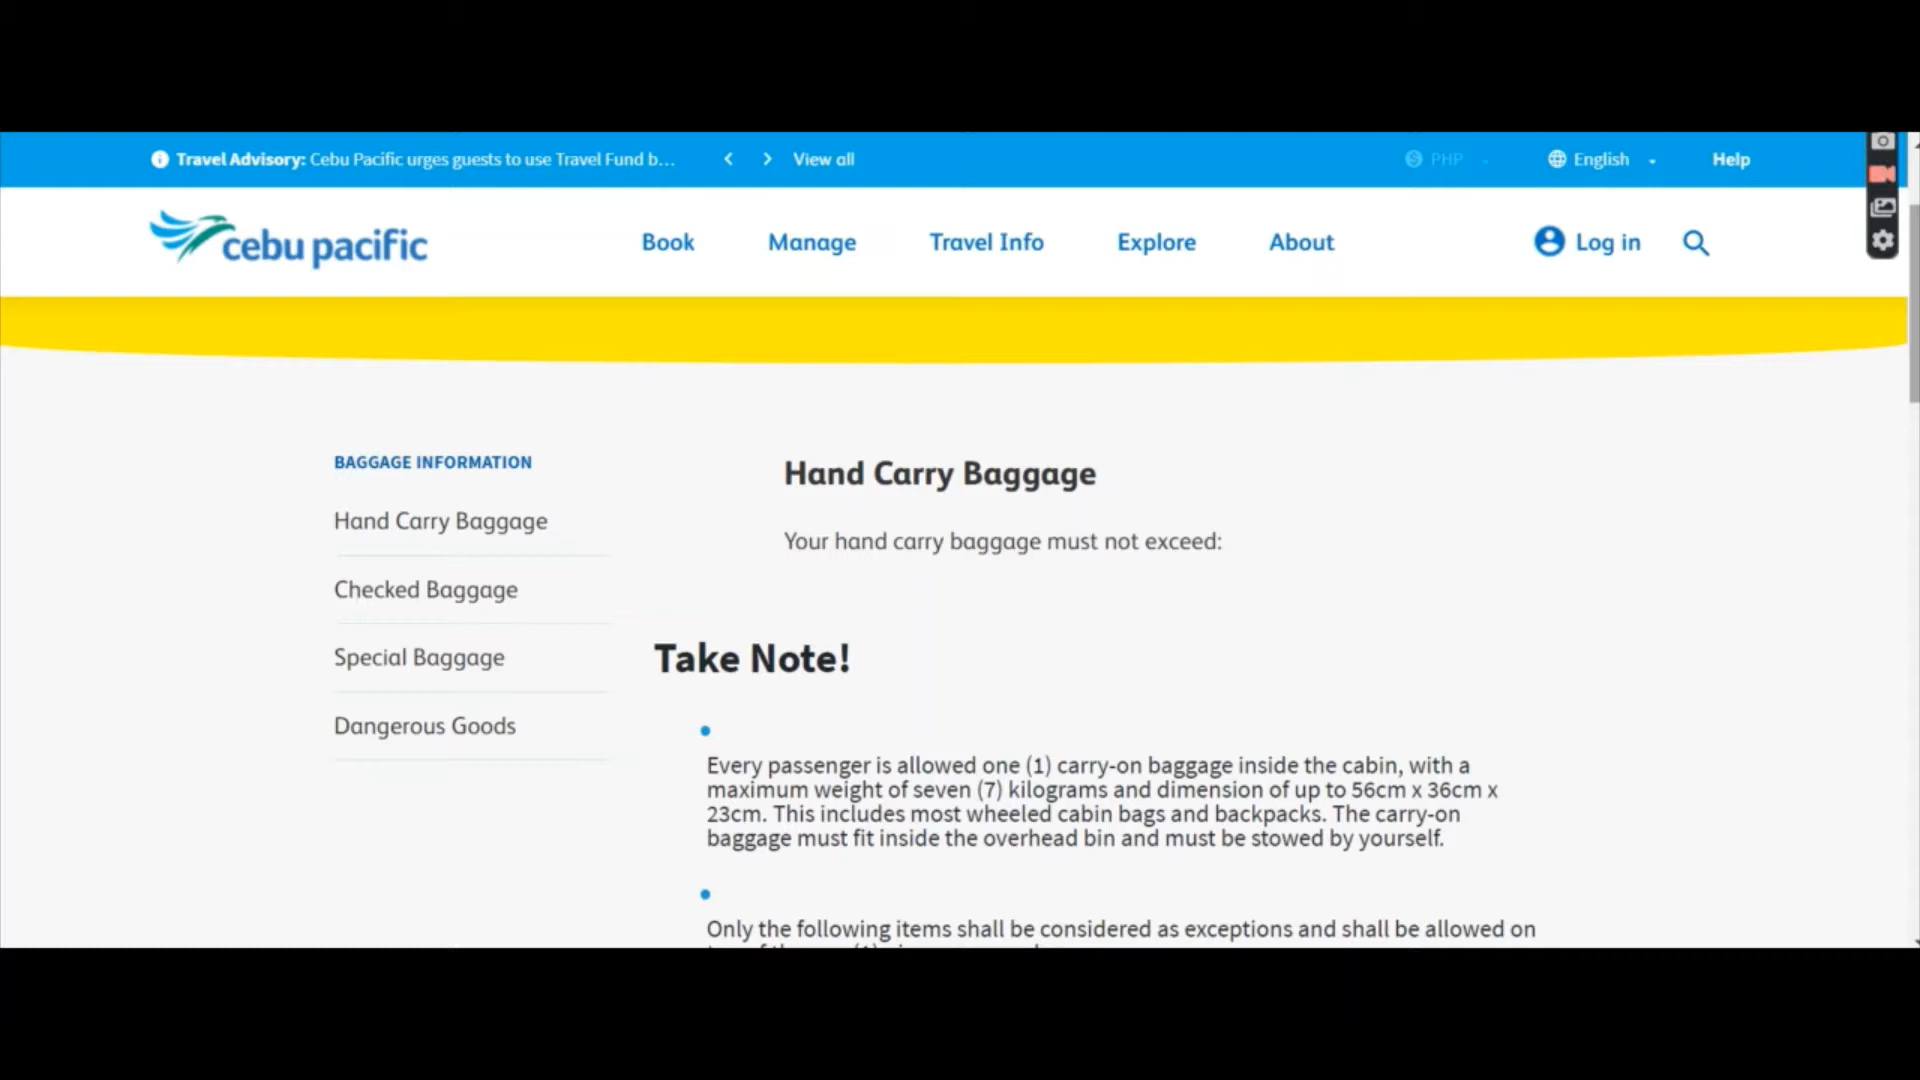 Travel Advisory: Cebu Pacific urges guests to use Travel Fund b...
View all
PHP
English
Help
cebu pacific
Book
Manage
Travel Info
Explore
About
Log in
BAGGAGE INFORMATION
Hand Carry Baggage
Checked Baggage
Special Baggage
Dangerous Goods
Hand Carry Baggage
Your hand carry baggage must not exceed:
Take Note!
Every passenger is allowed one (1) carry-on baggage inside the cabin, with a
maximum weight of seven (7) kilograms and dimension of up to 56cm x 36cm x
23cm. This includes most wheeled cabin bags and backpacks. The carry-on
baggage must fit inside the overhead bin and must be stowed by yourself.
Only the following items shall be considered as exceptions and shall be allowed on